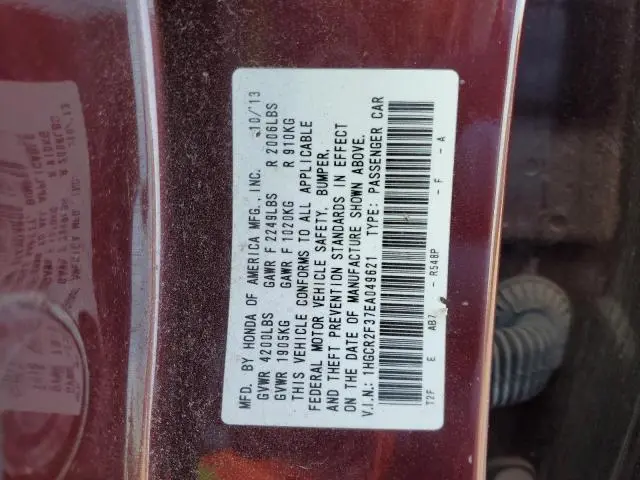 MFD. BY HONDA OF AMERICA MFG., INC. 10/13
GVWR 4200LBS GAWR F 2249LBS R 2006LBS
GVWR 1905KG GAWR F 1020KG R 910KG
THIS VEHICLE CONFORMS TO ALL APPLICABLE
FEDERAL MOTOR VEHICLE SAFETY, BUMPER,
AND THEFT PREVENTION STANDARDS IN EFFECT
ON THE DATE OF MANUFACTURE SHOWN ABOVE.
V.I.N.: 1HGCR2F37EA049621 TYPE: PASSENGER CAR
T2F E AB7 - R548P - F - A